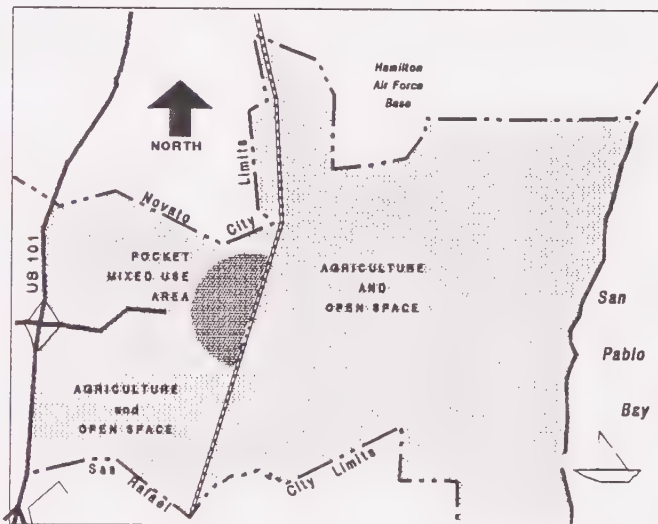 Hamilton
Air Force
Base
NORTH
Limits
Novato
City
US 101
POCKET
MIXED USE
AREA
AGRICULTURE
AND
OPEN SPACE
San
Pablo
Bay
AGRICULTURE
and
OPEN SPACE
San
Rafael
City Limits